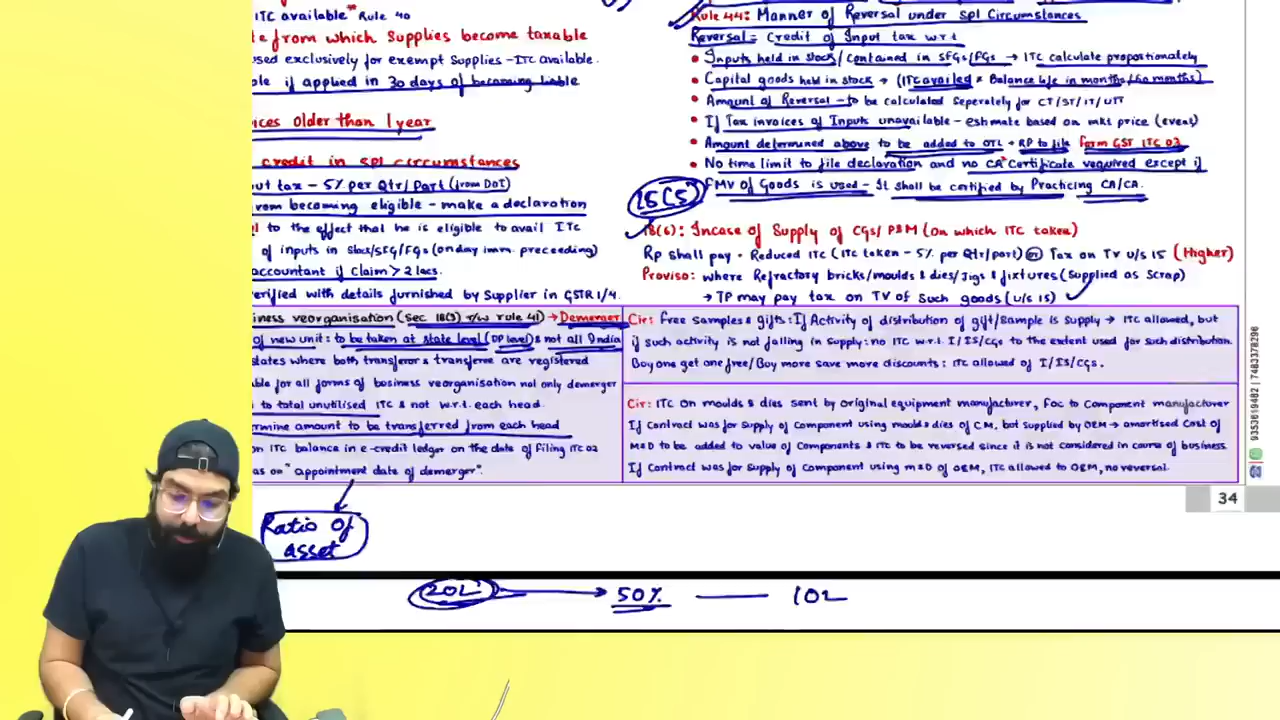 ITC available* Rule 40
te from which Supplies become taxable
used exclusively for exempt Supplies - ITC available.
ble if applied in 30 days of becoming liable
ices older than 1 year
credit in spl circumstances
put tax - 5% per Qtr/Part (from DOI)
from becoming eligible - make a declaration
to the effect that he is eligible to avail ITC
of inputs in Stock/SFG/FGs (on day imm. preceeding)
accountant if claim > 2 lacs.
verified with details furnished by Supplier in GSTR 1/4.
iness reorganisation (Sec 18(3) r/w rule 41) → Demerger
of new unit: to be taken at state level (DP level) & not all India
states where both transferor & transferee are registered
able for all forms of business reorganisation not only demerger
to total unutilised ITC & not w.r.t. each head.
rmine amount to be transferred from each head
on ITC balance in e-credit ledger on the date of filing ITC 02
as on "appointment date of demerger".
Ratio of
asset
Rule 44: Manner of Reversal under spl Circumstances
Reversal = Credit of Input tax w.r.t
• Inputs held in stock/contained in SFGs/FGs → ITC calculate proportionately
• Capital goods held in stock → (ITC availed * Balance life in months/60 months)
• Amount of Reversal - to be calculated Seperately for CT/ST/IT/UTT
• If Tax invoices of Inputs unavailable - eshmate based on mkt price (event)
• Amount determined above to be added to OTL → RP to file form GST ITC 03
• No time limit to file declaration and no CA Certificate required except if
FMV of Goods is used - It shall be certified by Practicing CA/CA.
18(5)
18(6): Incase of Supply of CGs/P&M (on which ITC taken)
Rp shall pay - Reduced ITC (ITC taken - 5% per Qtr/part) or Tax on TV u/s 15 (Higher)
Proviso: where Refractory bricks/moulds & dies/Jigs & fixtures (Supplied as Scrap)
→ TP may pay tax on TV of Such goods (u/s 15)
Cir: Free samples & gifts: If Activity of distribution of gift/sample is Supply → ITC allowed, but
if such activity is not falling in Supply: no ITC w.r.t. I/IS/CGs to the extent used for such distribution.
Buy one get one free/Buy more save more discounts: ITC allowed of I/IS/CGs.
Cir: ITC on moulds & dies sent by original equipment manufacturer, FOC to Component manufacturer
If Contract was for Supply of Component using mould & dies of CM, but supplied by OEM → amortised cost of
M&D to be added to value of Components & ITC to be reversed since it is not considered in course of business.
If Contract was for Supply of Component using M&D of OEM, ITC allowed to OEM, no reversal.
9353619482 | 7483378296
34
20L → 50% — 10L